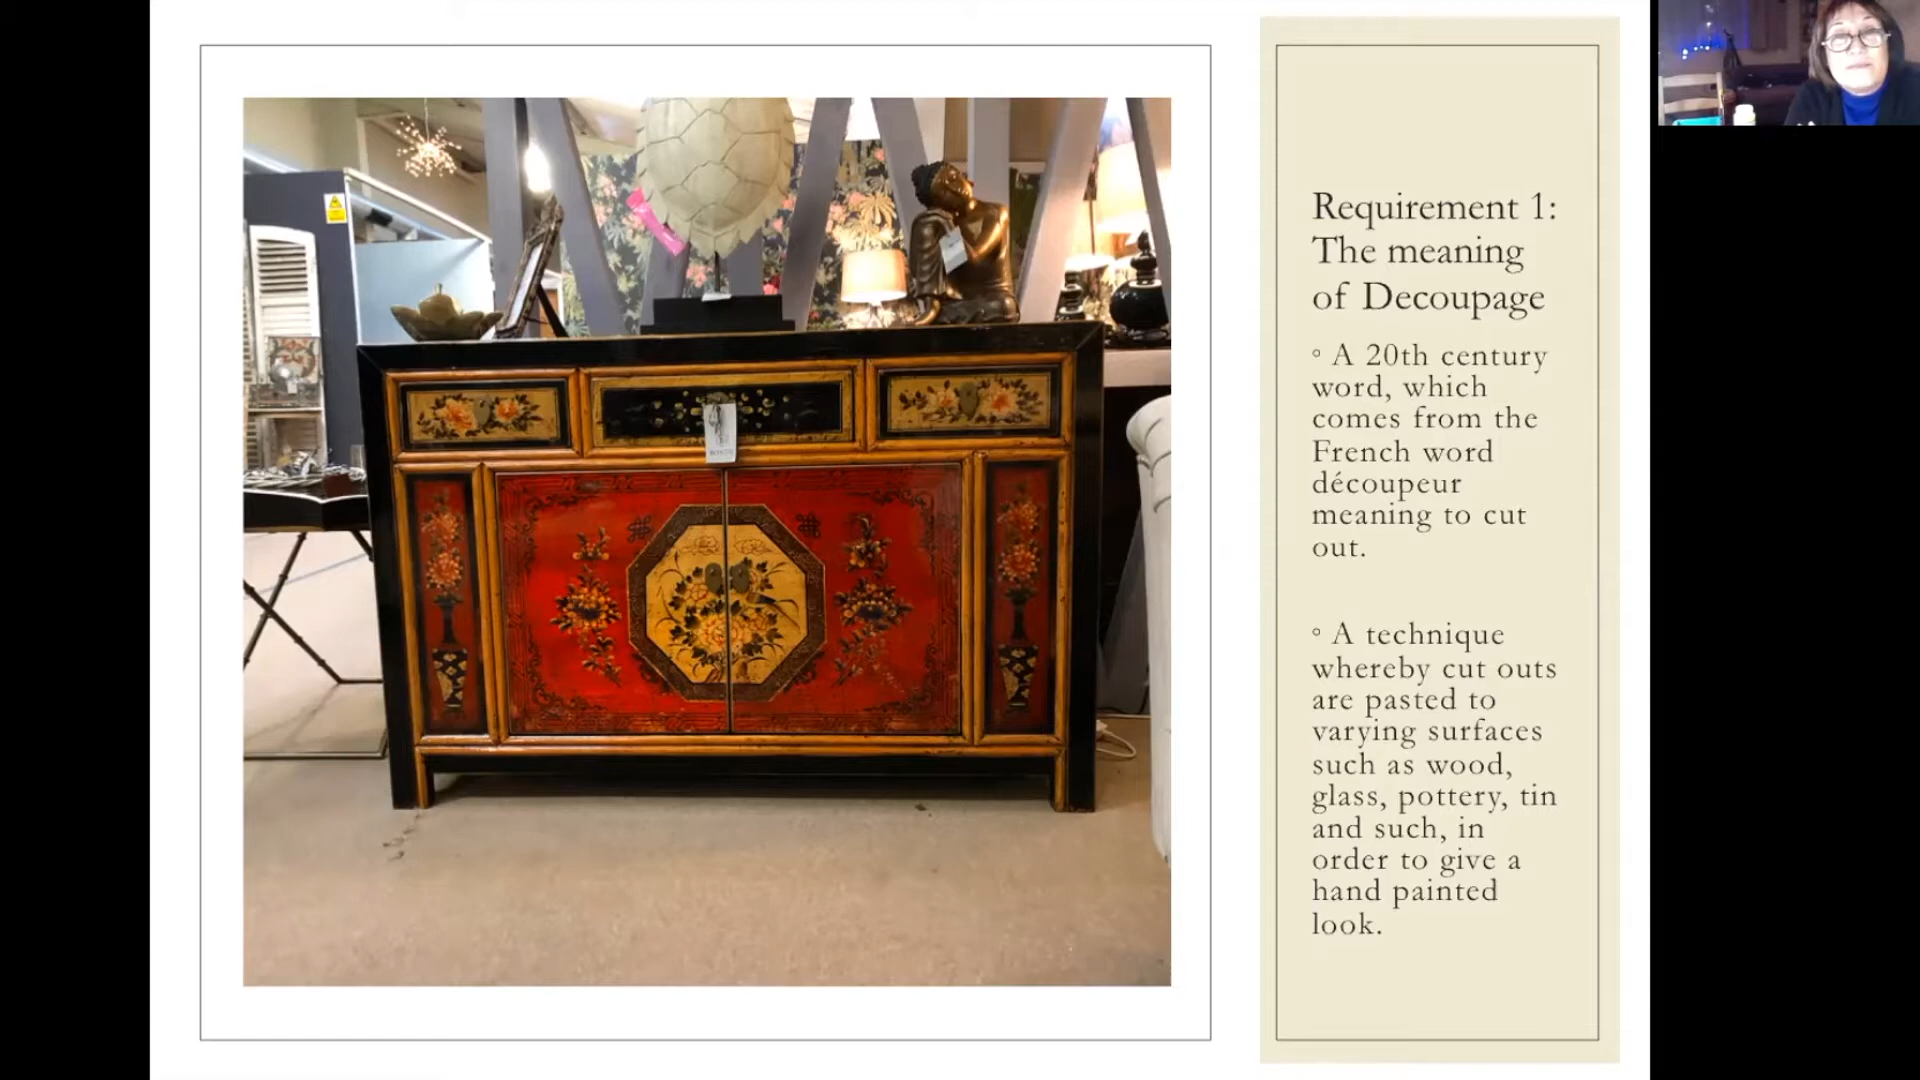 Requirement 1:
The meaning
of Decoupage
◦ A 20th century
word, which
comes from the
French word
découpeur
meaning to cut
out.
◦ A technique
whereby cut outs
are pasted to
varying surfaces
such as wood,
glass, pottery, tin
and such, in
order to give a
hand painted
look.